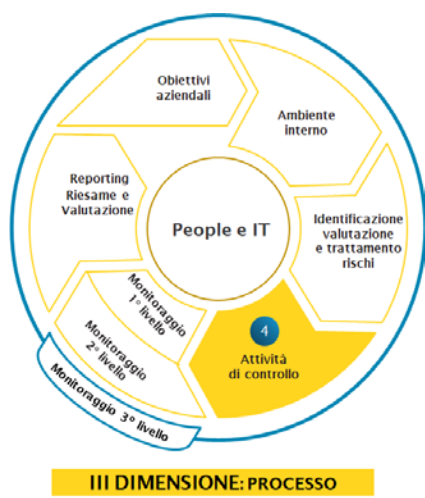 Obiettivi
aziendali
Ambiente
interno
Reporting
Riesame e
Valutazione
People e IT
Identificazione
valutazione
e trattamento
rischi
Monitoraggio
1° livello
4
Attività
di controllo
Monitoraggio
2° livello
Monitoraggio 3° livello
III DIMENSIONE: PROCESSO